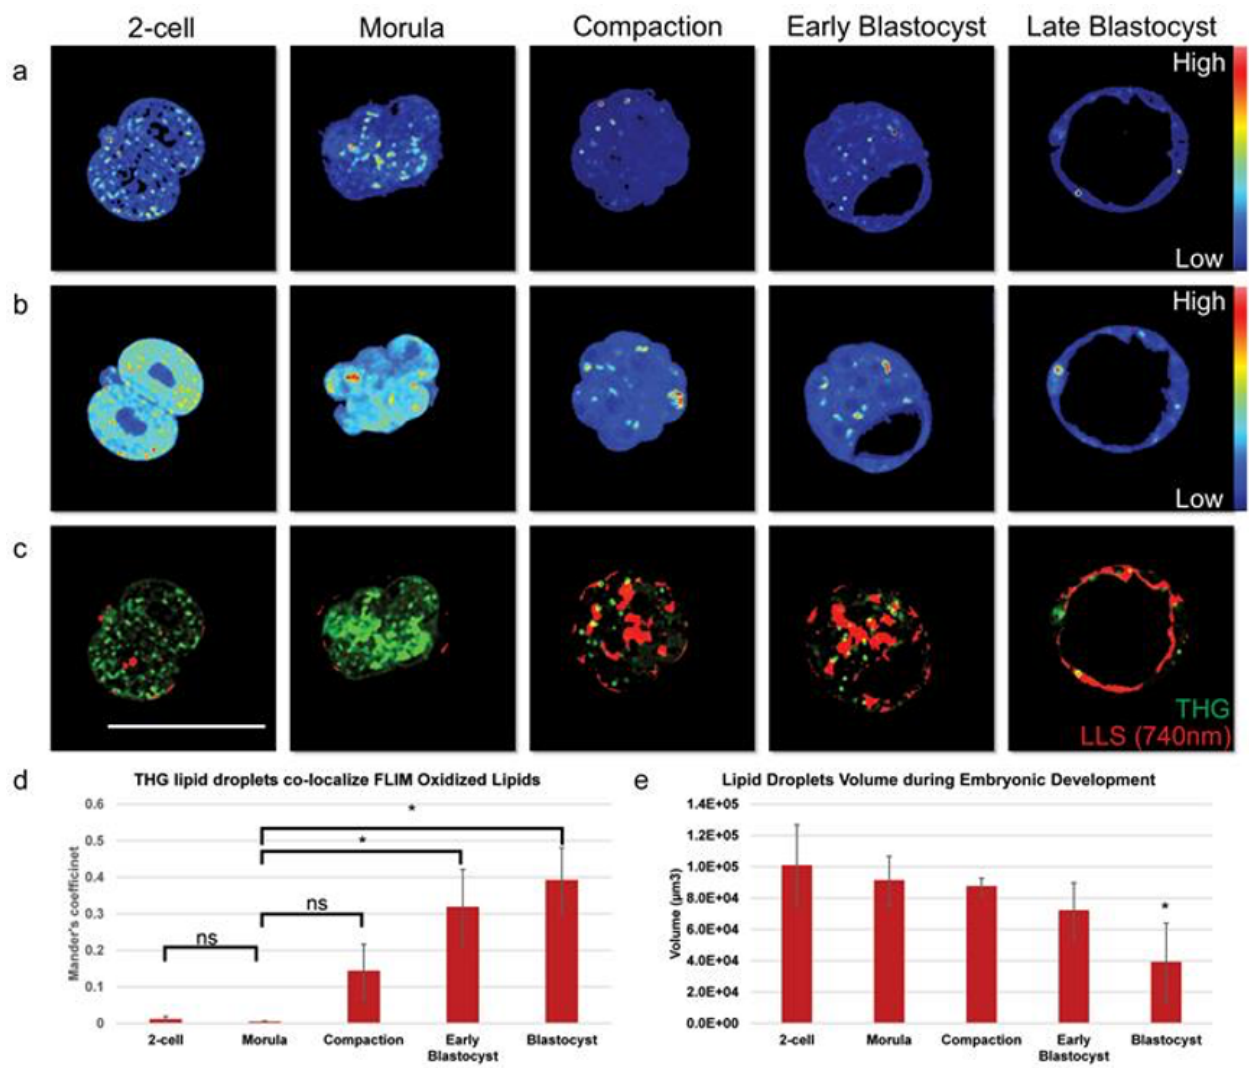 2-cell Morula Compaction Early Blastocyst Late Blastocyst
a
High
Low
b
High
Low
c
THG
LLS (740nm)
d
THG lipid droplets co-localize FLIM Oxidized Lipids
Mander's coefficinet
0.6
0.5
0.4
0.3
0.2
0.1
0
*
*
ns
ns
2-cell Morula Compaction Early Blastocyst Blastocyst
e
Lipid Droplets Volume during Embryonic Development
Volume (µm3)
1.4E+05
1.2E+05
1.0E+05
8.0E+04
6.0E+04
4.0E+04
2.0E+04
0.0E+00
*
2-cell Morula Compaction Early Blastocyst Blastocyst